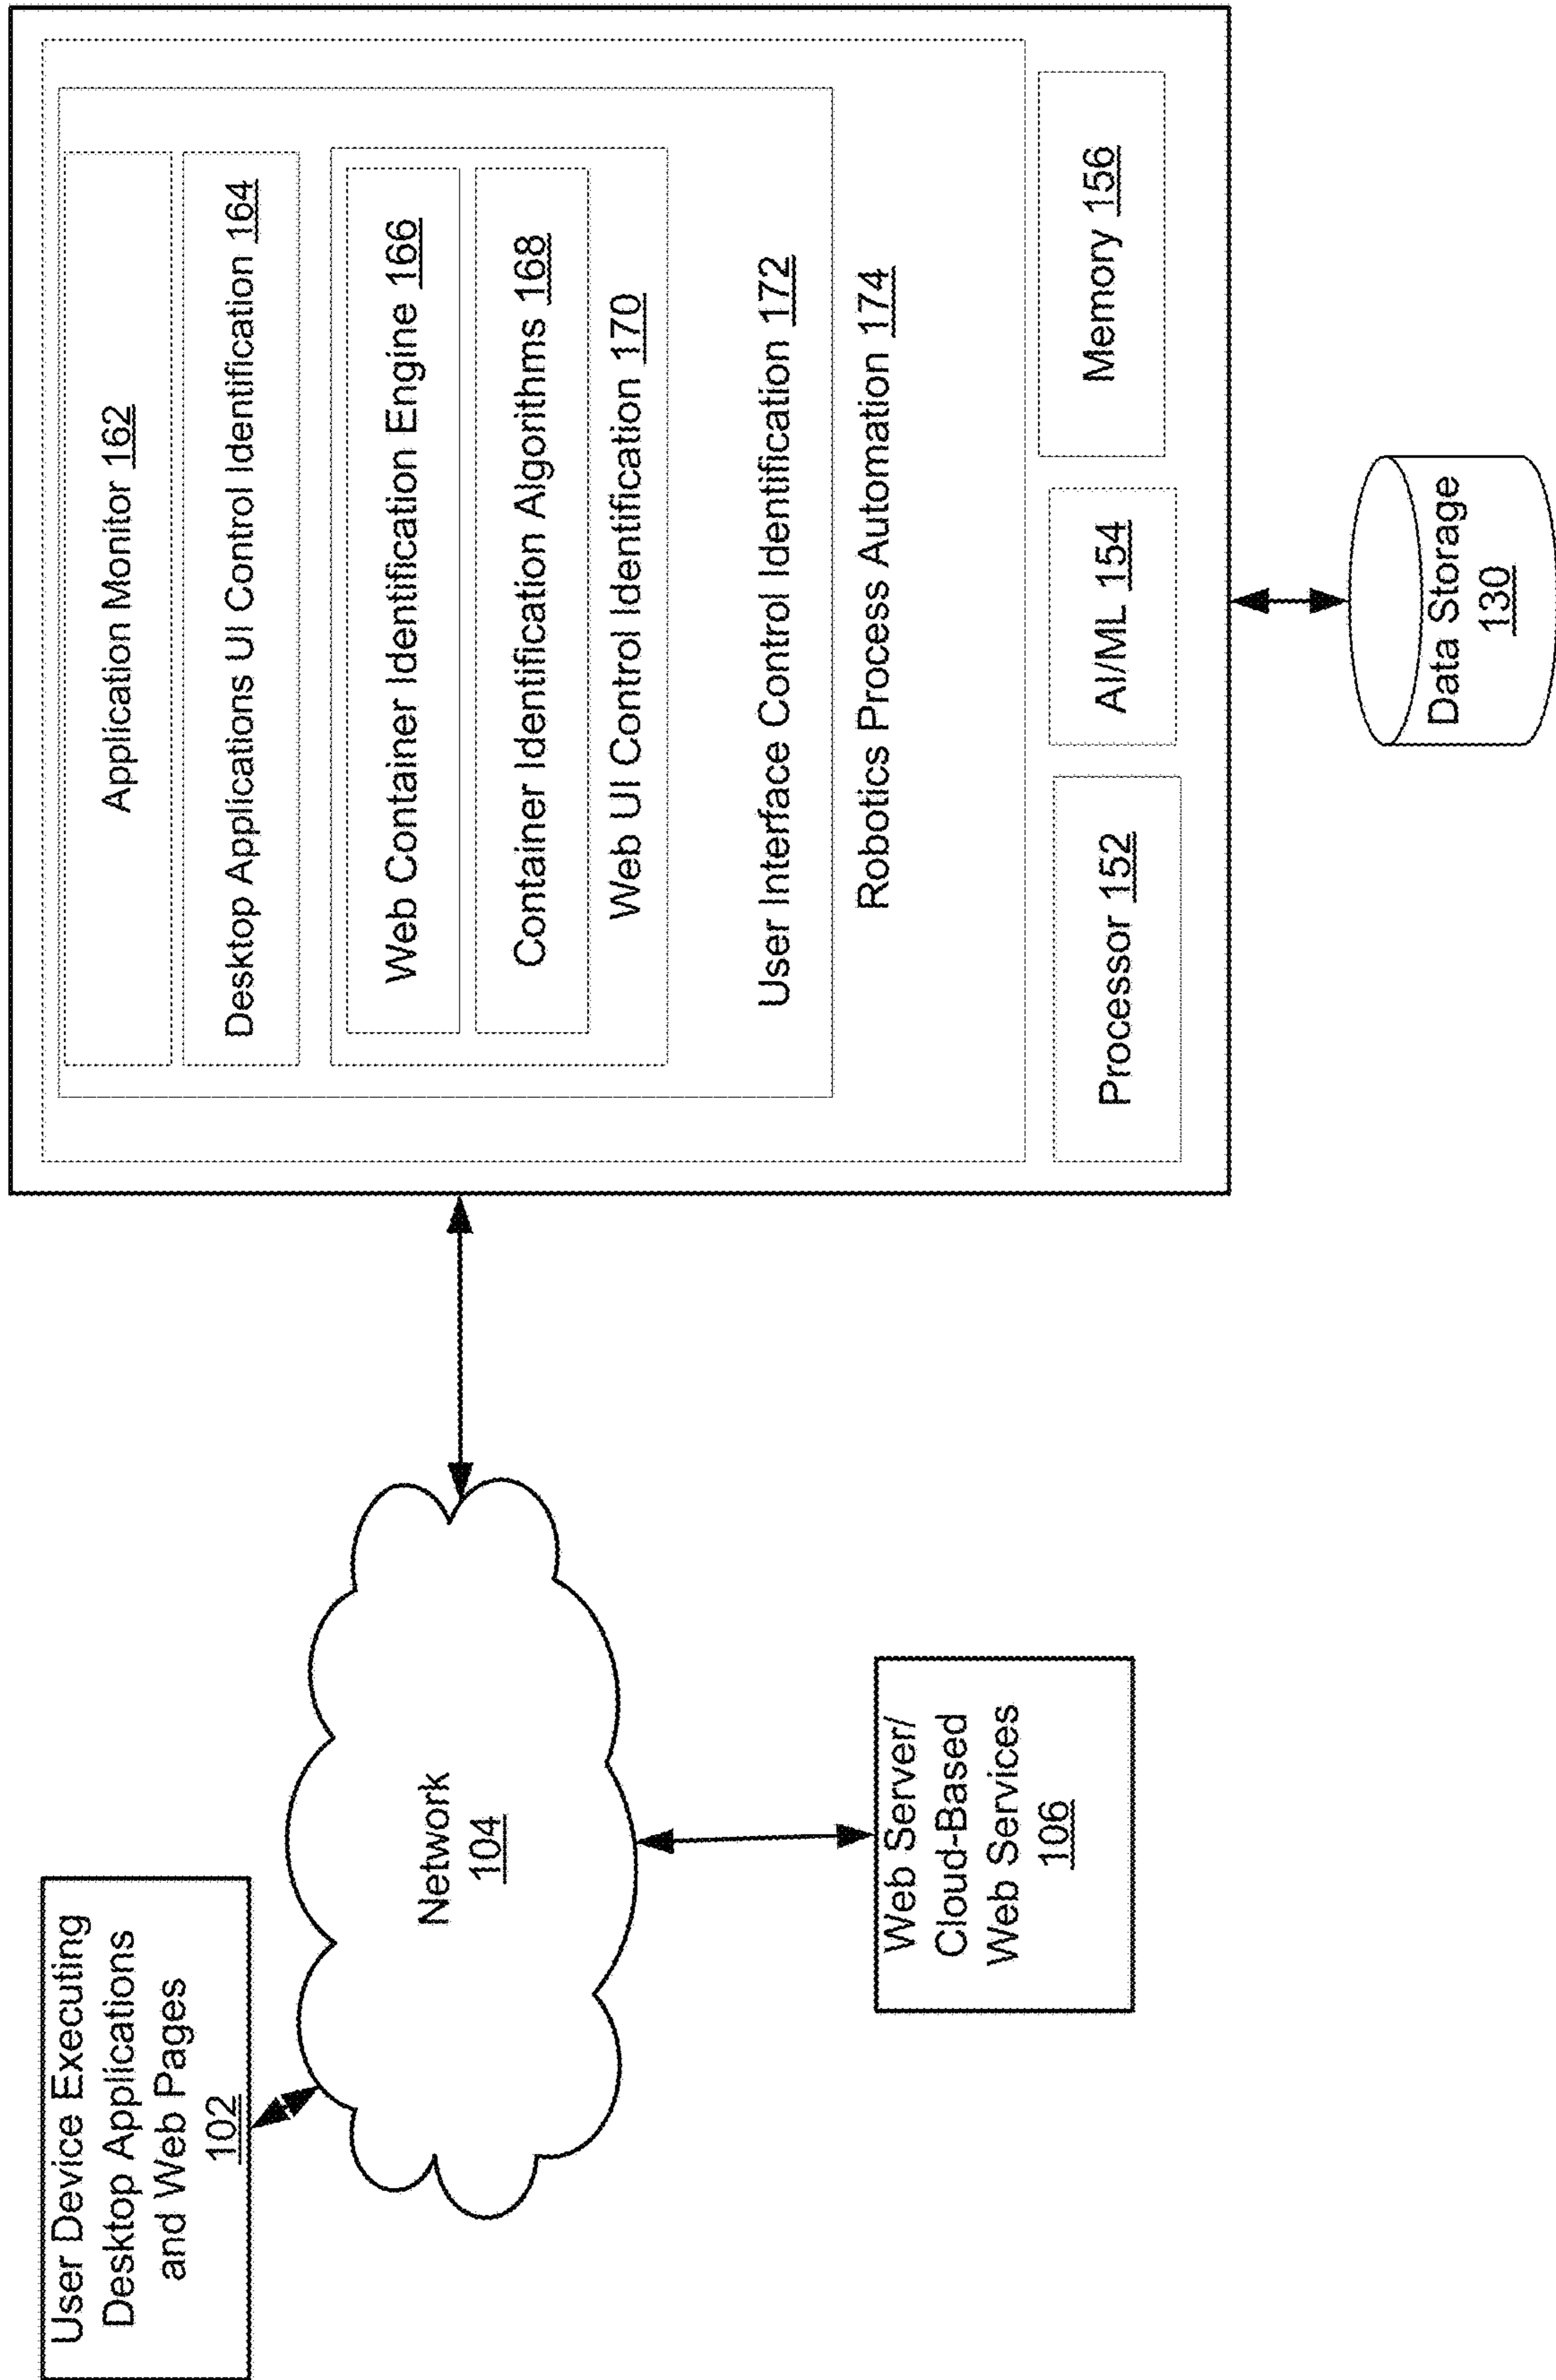 User Device Executing
Desktop Applications
and Web Pages
102
Network
104
Web Server/
Cloud-Based
Web Services
106
Application Monitor 162
Desktop Applications UI Control Identification 164
Web Container Identification Engine 166
Container Identification Algorithms 168
Web UI Control Identification 170
User Interface Control Identification 172
Robotics Process Automation 174
Processor 152
AI/ML 154
Memory 156
Data Storage
130